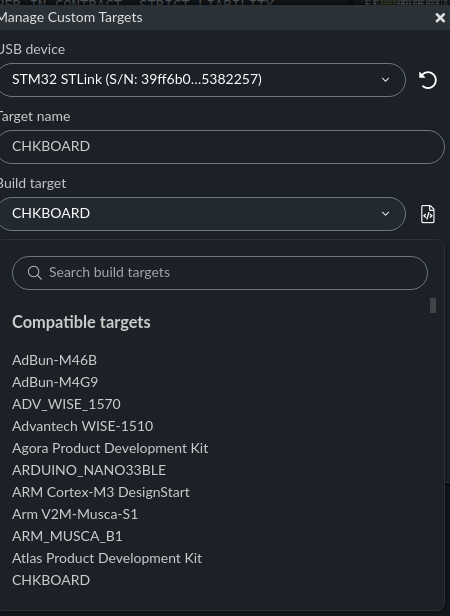 Manage Custom Targets
USB device
STM32 STLink (S/N: 39ff6b0...5382257)
Target name
CHKBOARD
Build target
CHKBOARD
Search build targets
Compatible targets
AdBun-M46B
AdBun-M4G9
ADV_WISE_1570
Advantech WISE-1510
Agora Product Development Kit
ARDUINO_NANO33BLE
ARM Cortex-M3 DesignStart
Arm V2M-Musca-S1
ARM_MUSCA_B1
Atlas Product Development Kit
CHKBOARD